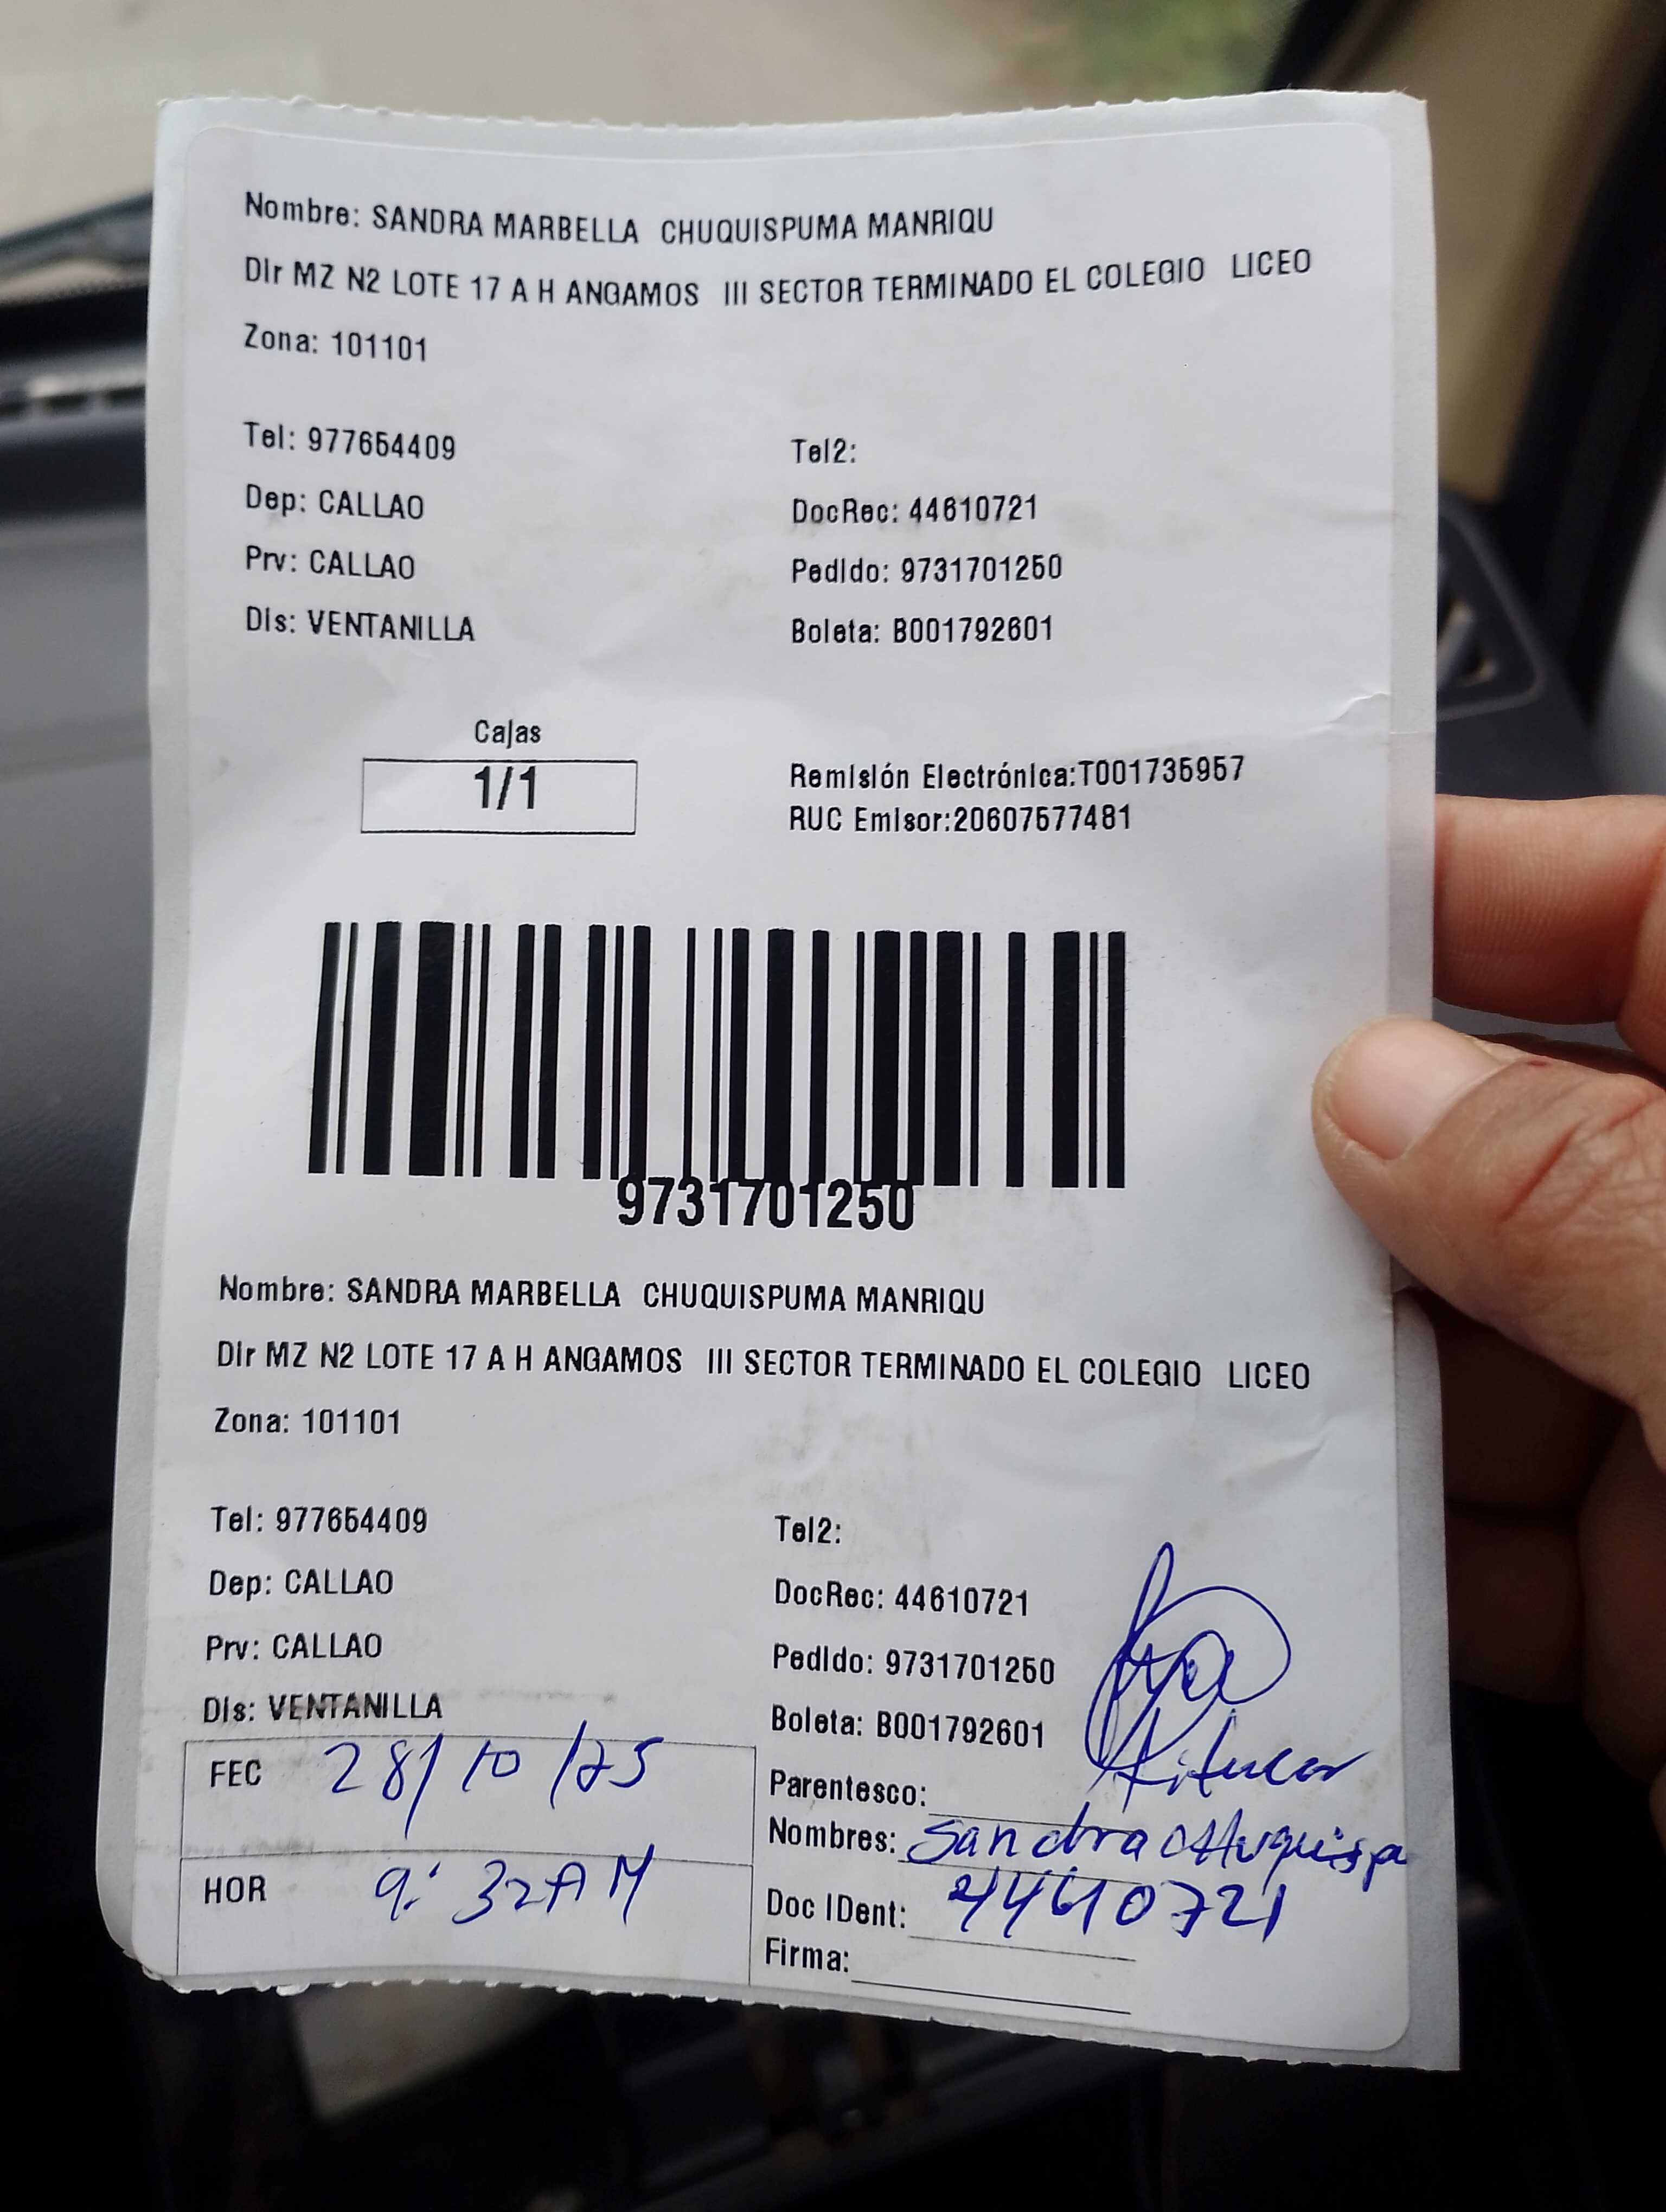 Nombre: SANDRA MARBELLA CHUQUISPUMA MANRIQU
Dir MZ N2 LOTE 17 A H ANGAMOS III SECTOR TERMINADO EL COLEGIO LICEO
Zona: 101101
Tel: 977654409 Tel2:
Dep: CALLAO DocRec: 44610721
Prv: CALLAO Pedido: 9731701250
Dis: VENTANILLA Boleta: B001792601
Cajas
1/1
Remisión Electrónica:T001735957
RUC Emisor:20607577481
9731701250
Nombre: SANDRA MARBELLA CHUQUISPUMA MANRIQU
Dir MZ N2 LOTE 17 A H ANGAMOS III SECTOR TERMINADO EL COLEGIO LICEO
Zona: 101101
Tel: 977654409 Tel2:
Dep: CALLAO DocRec: 44610721
Prv: CALLAO Pedido: 9731701250
Dis: VENTANILLA Boleta: B001792601
FEC 28/10/25
Parentesco: Titular
Nombres: Sandra Chuquispu
HOR 9:32AM
Doc IDent: 44610721
Firma: